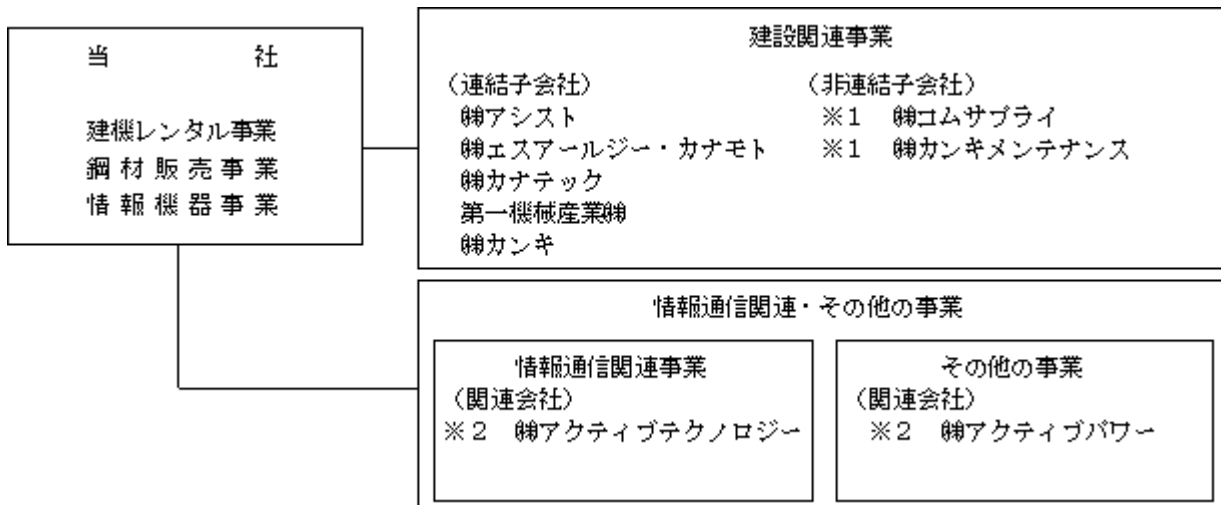 当 社
建機レンタル事業
鋼材販売事業
情報機器事業
建設関連事業
(連結子会社)
㈱アシスト
㈱エスアールジー・カナモト
㈱カナテック
第一機械産業㈱
㈱カンキ
(非連結子会社)
※1 ㈱コムサプライ
※1 ㈱カンキメンテナンス
情報通信関連・その他の事業
情報通信関連事業
(関連会社)
※2 ㈱アクティブテクノロジー
その他の事業
(関連会社)
※2 ㈱アクティブパワー